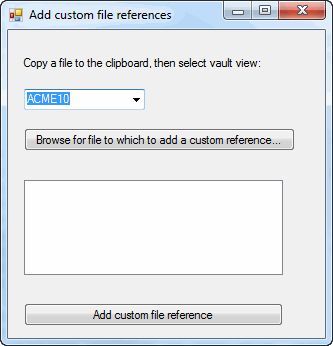 Add custom file references
Copy a file to the clipboard, then select vault view:
ACME10
Browse for file to which to add a custom reference...
Add custom file reference